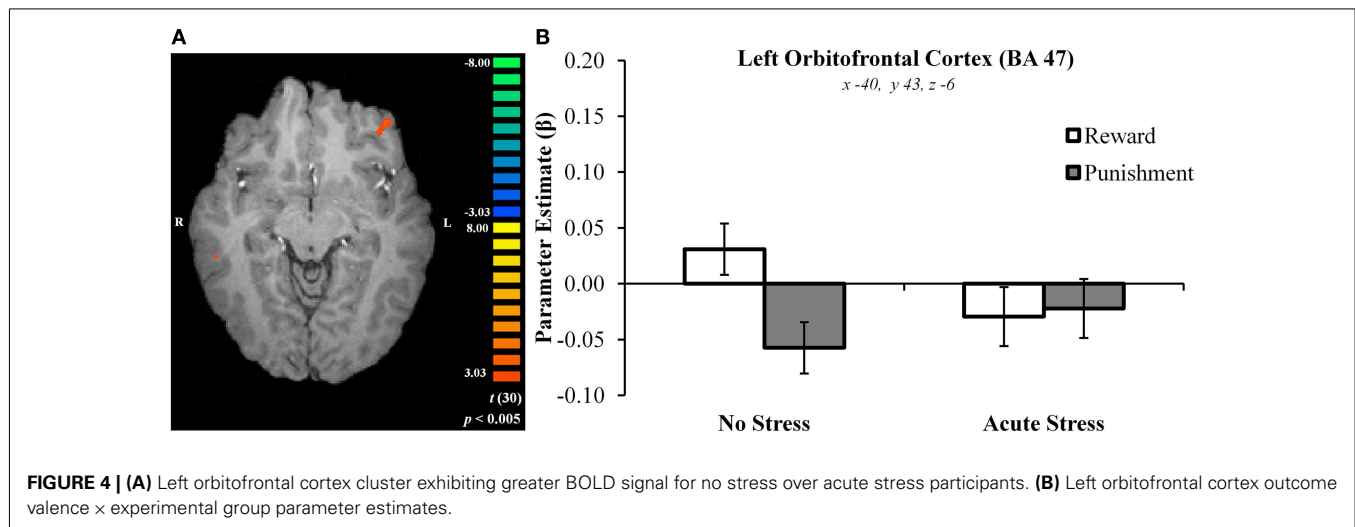 A
-8.00
-3.03
8.00
3.03
R
L
t (30)
p < 0.005
B
Left Orbitofrontal Cortex (BA 47)
x -40, y 43, z -6
Parameter Estimate (β)
0.20
0.15
0.10
0.05
0.00
-0.05
-0.10
Reward
Punishment
No Stress
Acute Stress
FIGURE 4 | (A) Left orbitofrontal cortex cluster exhibiting greater BOLD signal for no stress over acute stress participants. (B) Left orbitofrontal cortex outcome
valence × experimental group parameter estimates.